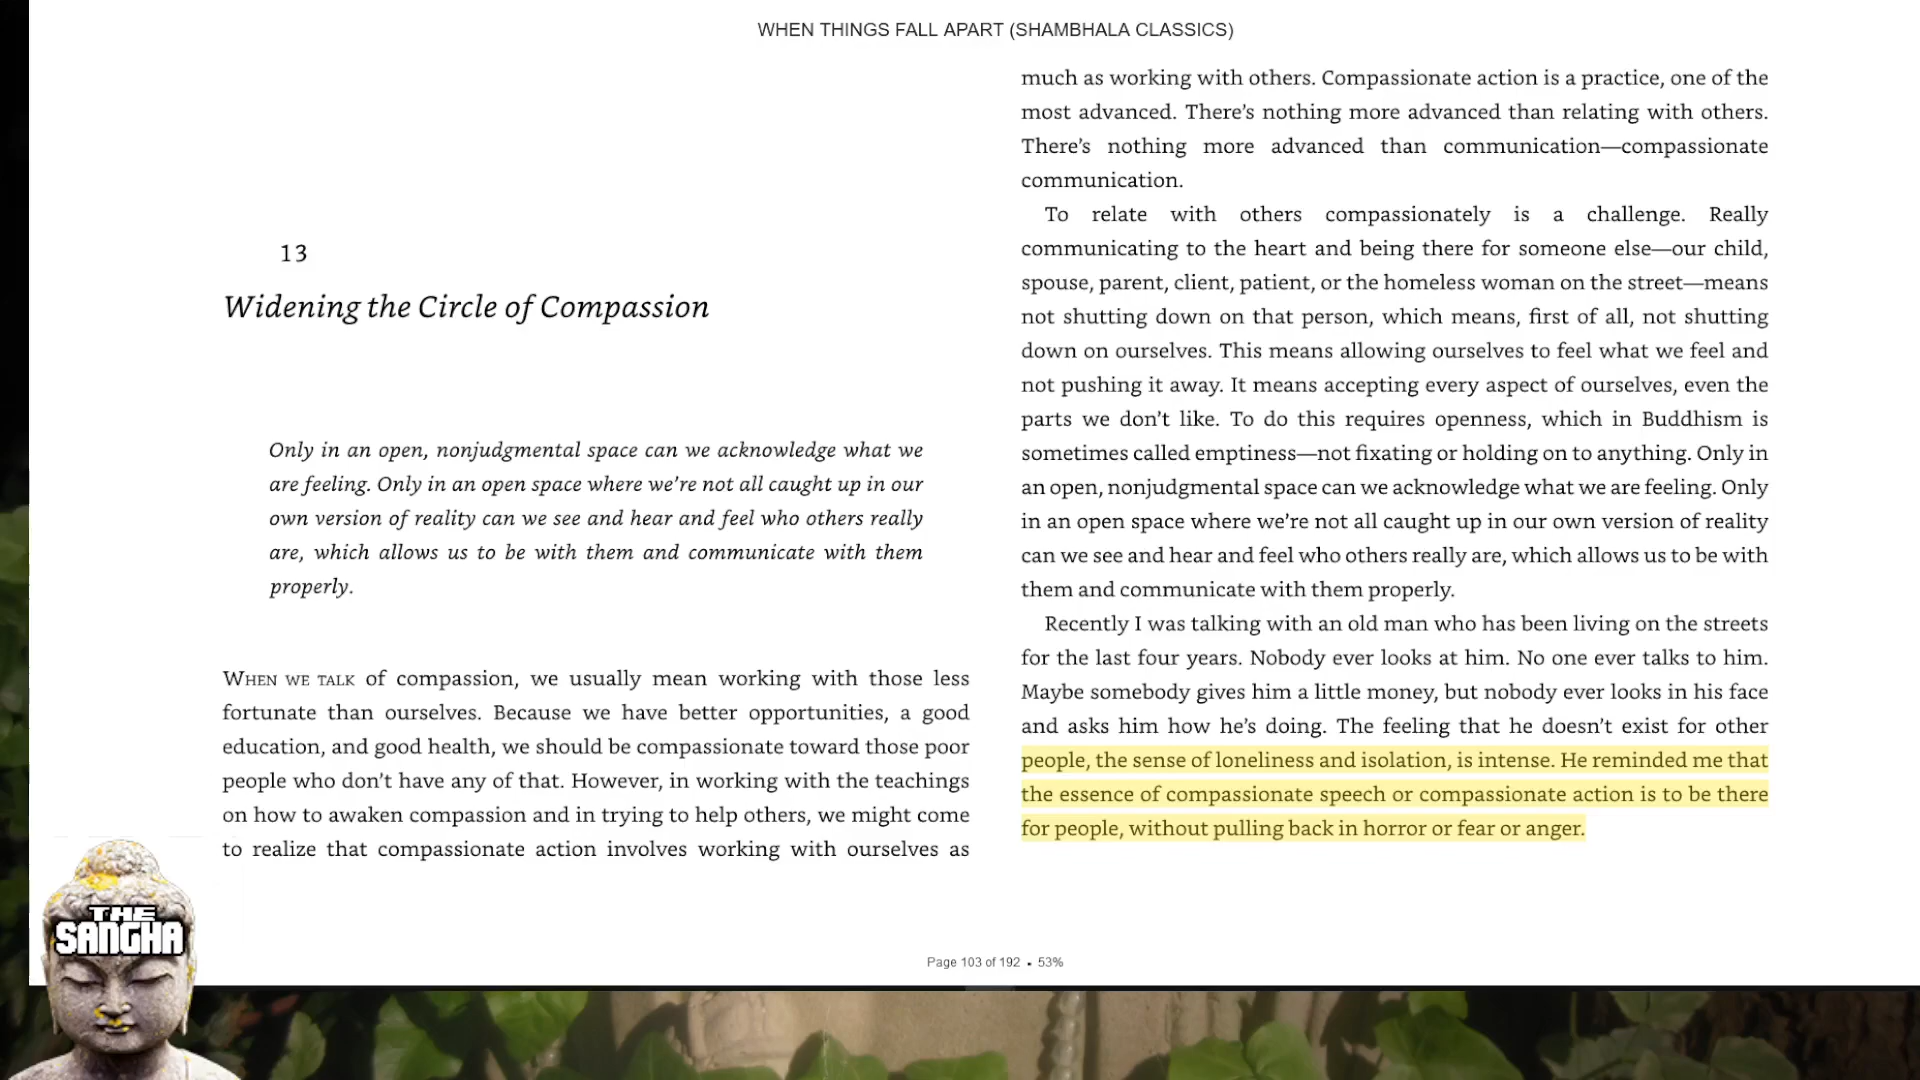 WHEN THINGS FALL APART (SHAMBHALA CLASSICS)
13
Widening the Circle of Compassion
Only in an open, nonjudgmental space can we acknowledge what we
are feeling. Only in an open space where we’re not all caught up in our
own version of reality can we see and hear and feel who others really
are, which allows us to be with them and communicate with them
properly.
WHEN WE TALK of compassion, we usually mean working with those less
fortunate than ourselves. Because we have better opportunities, a good
education, and good health, we should be compassionate toward those poor
people who don’t have any of that. However, in working with the teachings
on how to awaken compassion and in trying to help others, we might come
to realize that compassionate action involves working with ourselves as
much as working with others. Compassionate action is a practice, one of the
most advanced. There’s nothing more advanced than relating with others.
There’s nothing more advanced than communication—compassionate
communication.
To relate with others compassionately is a challenge. Really
communicating to the heart and being there for someone else—our child,
spouse, parent, client, patient, or the homeless woman on the street—means
not shutting down on that person, which means, first of all, not shutting
down on ourselves. This means allowing ourselves to feel what we feel and
not pushing it away. It means accepting every aspect of ourselves, even the
parts we don’t like. To do this requires openness, which in Buddhism is
sometimes called emptiness—not fixating or holding on to anything. Only in
an open, nonjudgmental space can we acknowledge what we are feeling. Only
in an open space where we’re not all caught up in our own version of reality
can we see and hear and feel who others really are, which allows us to be with
them and communicate with them properly.
Recently I was talking with an old man who has been living on the streets
for the last four years. Nobody ever looks at him. No one ever talks to him.
Maybe somebody gives him a little money, but nobody ever looks in his face
and asks him how he’s doing. The feeling that he doesn’t exist for other
people, the sense of loneliness and isolation, is intense. He reminded me that
the essence of compassionate speech or compassionate action is to be there
for people, without pulling back in horror or fear or anger.
Page 103 of 192 • 53%
THE
SANGHA